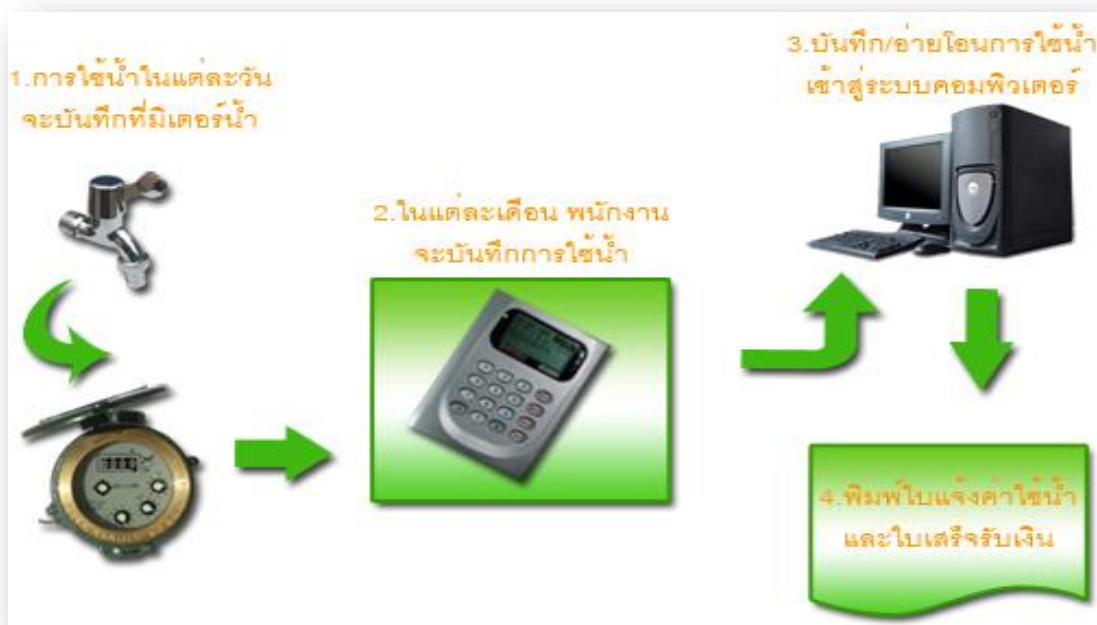 1.การใช้น้ำในแต่ละวัน
จะบันทึกที่มิเตอร์น้ำ
2.ในแต่ละเดือน พนักงาน
จะบันทึกการใช้น้ำ
3.บันทึก/อ่ายโอนการใช้น้ำ
เข้าสู่ระบบคอมพิวเตอร์
4.พิมพ์ใบแจ้งค่าใช้น้ำ
และใบเสร็จรับเงิน